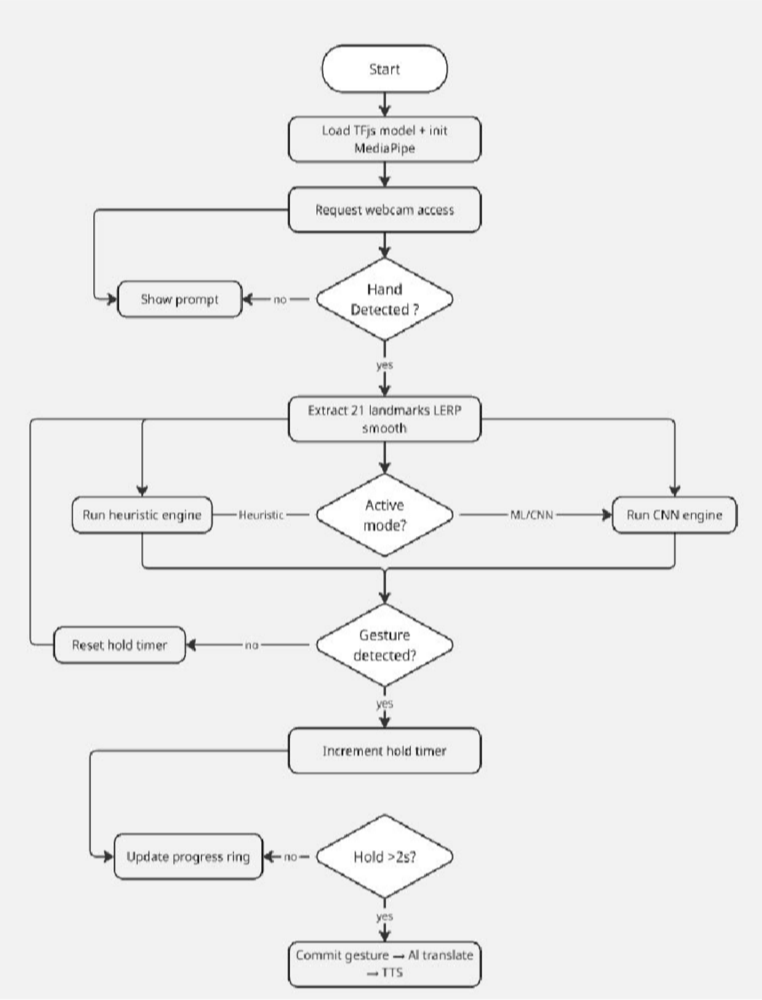 Start
Load TFjs model + init
MediaPipe
Request webcam access
Hand
Detected ?
Show prompt
no
yes
Extract 21 landmarks LERP
smooth
Active
mode?
Run heuristic engine
Heuristic
ML/CNN
Run CNN engine
Gesture
detected?
Reset hold timer
no
yes
Increment hold timer
Update progress ring
no
Hold >2s?
yes
Commit gesture → AI translate
→ TTS